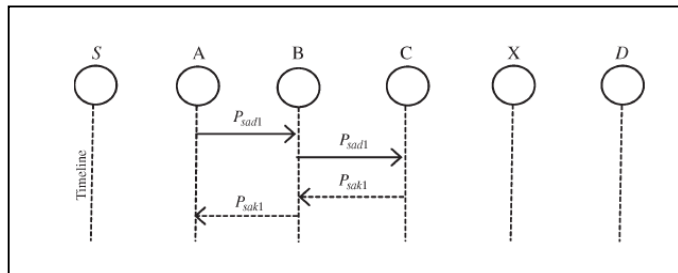 S A B C X D
P_sad1
P_sad1
P_sak1
P_sak1
Timeline